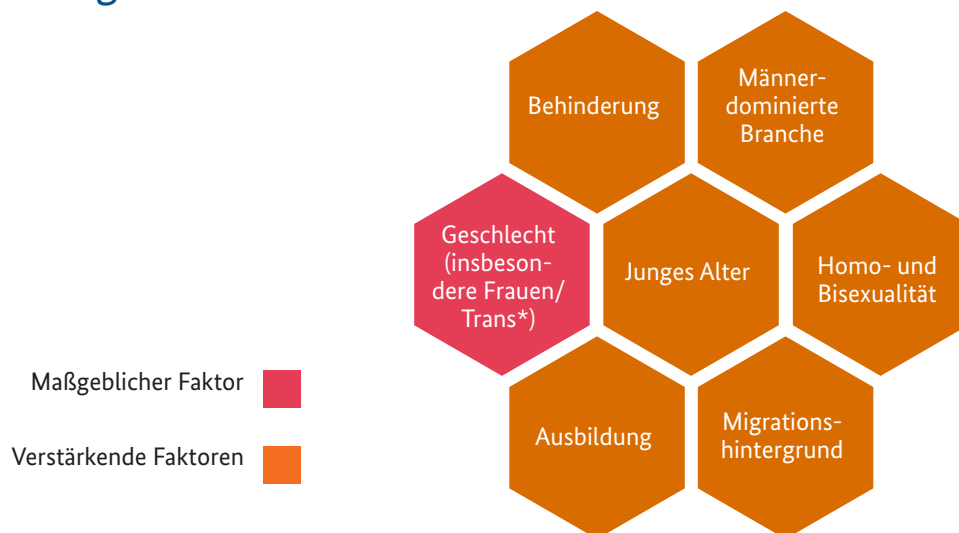 Behinderung
Männer-
dominierte
Branche
Geschlecht
(insbeson-
dere Frauen/
Trans*)
Junges Alter
Homo- und
Bisexualität
Maßgeblicher Faktor
Verstärkende Faktoren
Ausbildung
Migrations-
hintergrund